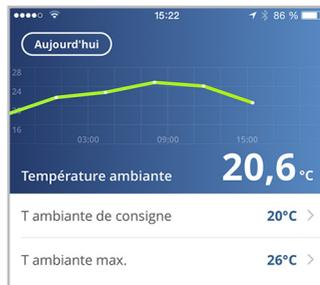 15:22
86 %
Aujourd'hui
28
24
20
16
03:00 09:00 15:00
Température ambiante 20,6 °C
T ambiante de consigne 20°C
T ambiante max. 26°C